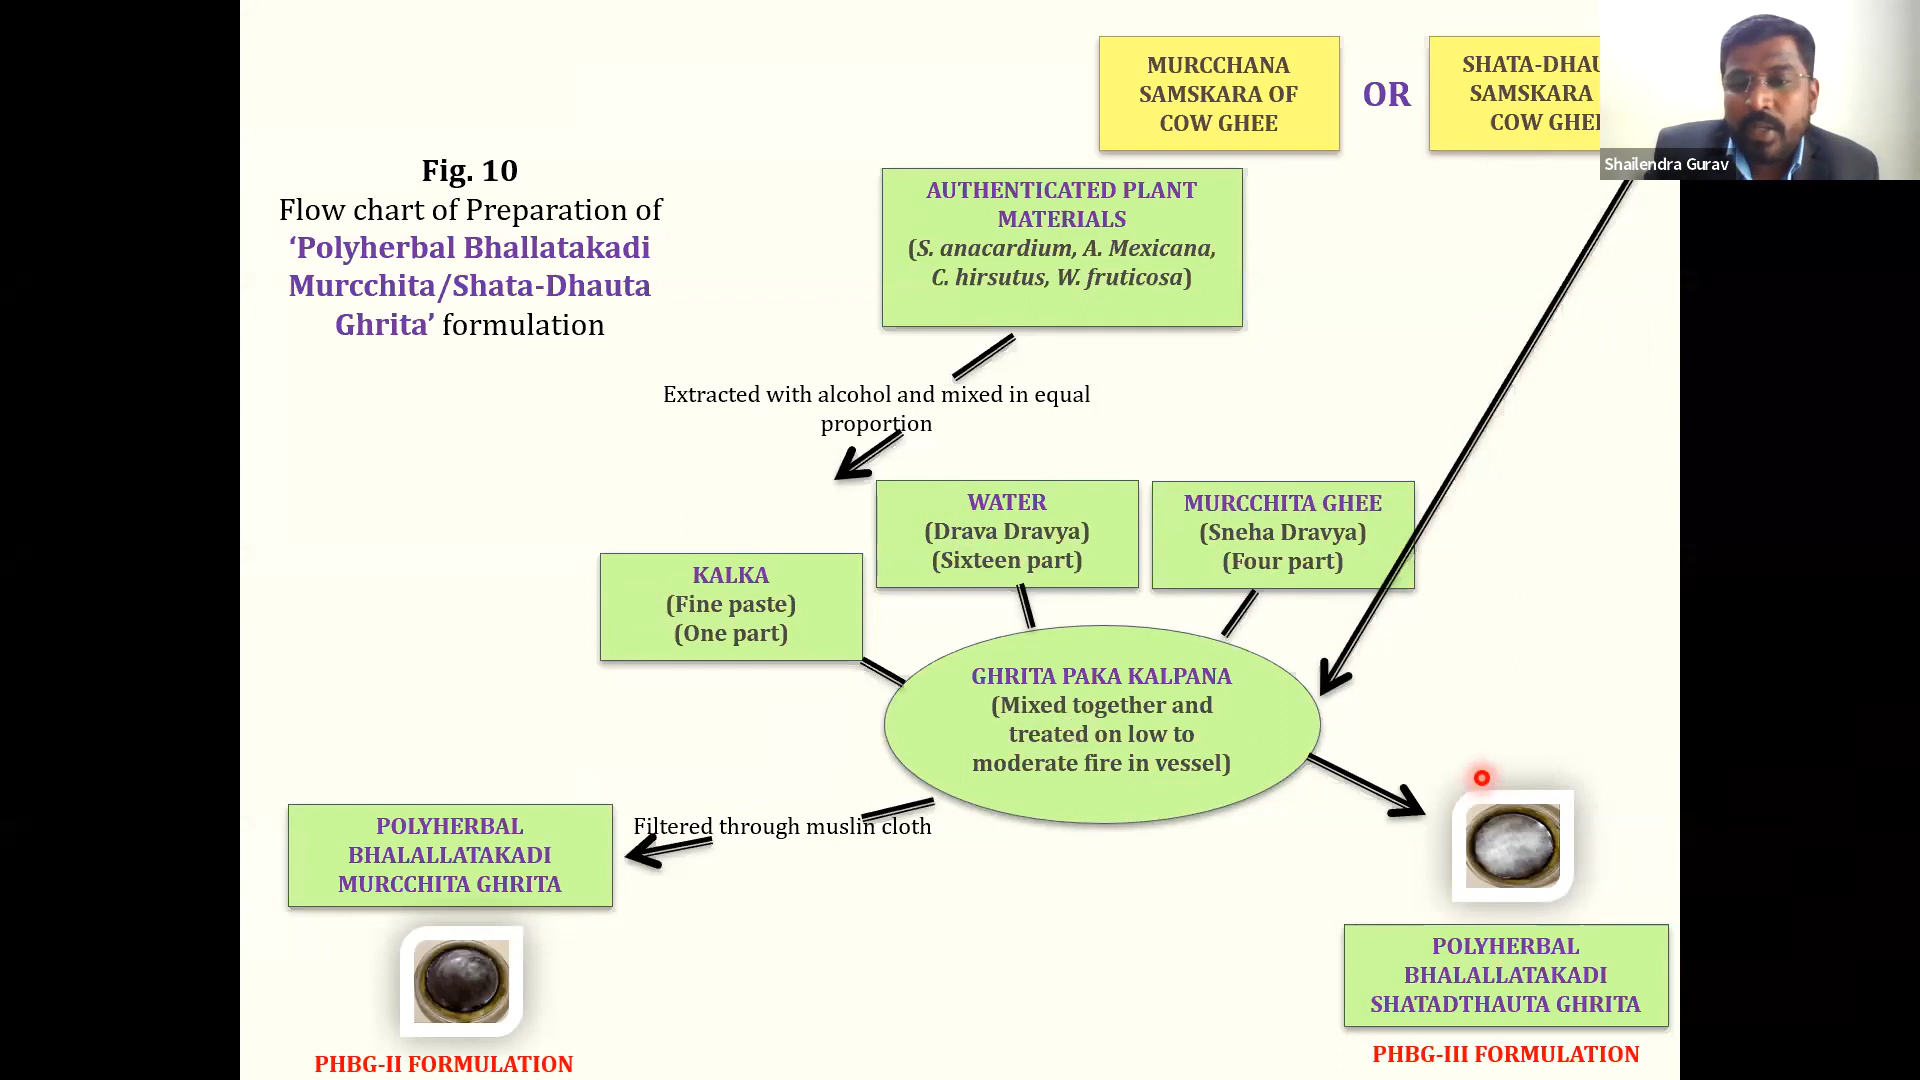 MURCCHANA
SAMSKARA OF
COW GHEE
OR
SHATA-DHAU
SAMSKARA
COW GHEE
Shailendra Gurav
Fig. 10
Flow chart of Preparation of
‘Polyherbal Bhallatakadi
Murcchita/Shata-Dhauta
Ghrita’ formulation
AUTHENTICATED PLANT
MATERIALS
(S. anacardium, A. Mexicana,
C. hirsutus, W. fruticosa)
Extracted with alcohol and mixed in equal
proportion
WATER
(Drava Dravya)
(Sixteen part)
MURCCHITA GHEE
(Sneha Dravya)
(Four part)
KALKA
(Fine paste)
(One part)
GHRITA PAKA KALPANA
(Mixed together and
treated on low to
moderate fire in vessel)
Filtered through muslin cloth
POLYHERBAL
BHALALLATAKADI
MURCCHITA GHRITA
PHBG-II FORMULATION
POLYHERBAL
BHALALLATAKADI
SHATADTHAUTA GHRITA
PHBG-III FORMULATION